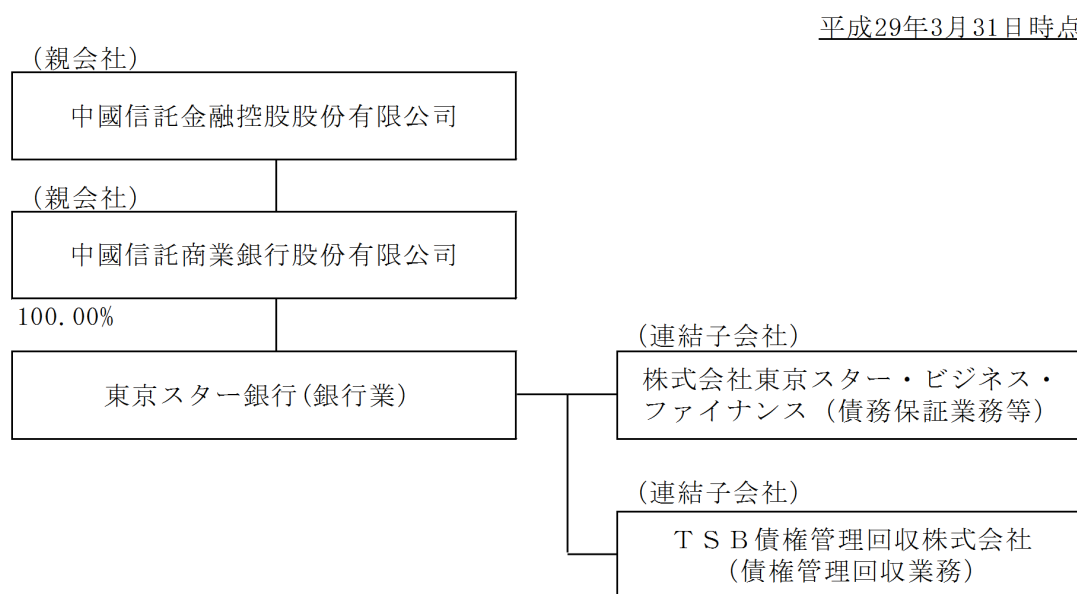 平成29年3月31日時点
(親会社)
中國信託金融控股股份有限公司
(親会社)
中國信託商業銀行股份有限公司
100.00%
東京スター銀行(銀行業)
(連結子会社)
株式会社東京スター・ビジネス・
ファイナンス（債務保証業務等）
(連結子会社)
ＴＳＢ債権管理回収株式会社
（債権管理回収業務）